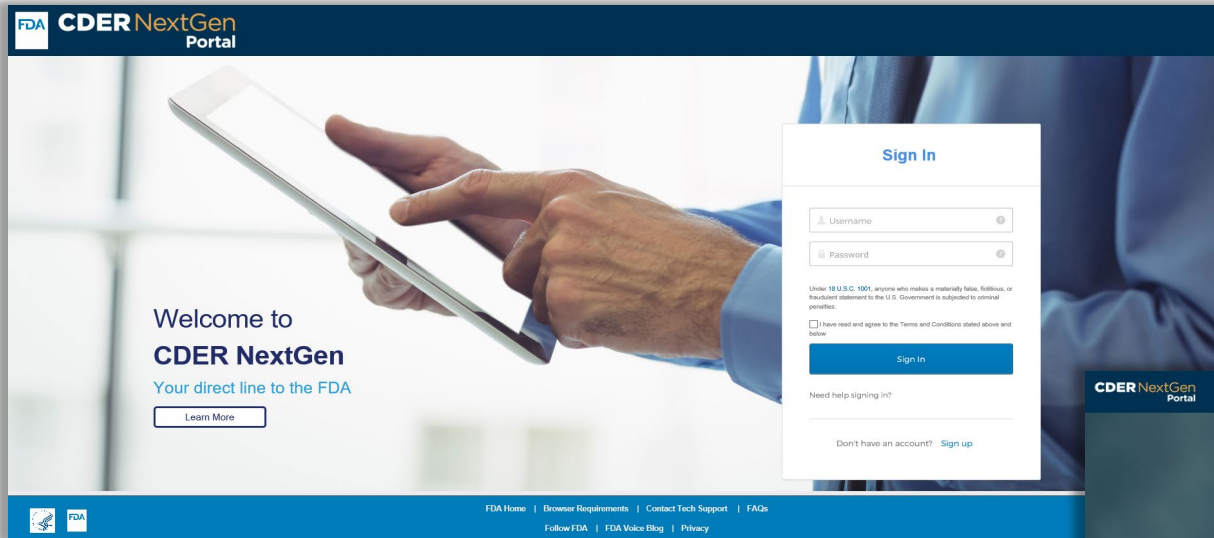 FDA CDER NextGen
Portal
Sign In
Username ?
Password ?
Under 18 U.S.C. 1001, anyone who makes a materially false, fictitious, or
fraudulent statement to the U.S. Government is subjected to criminal
penalties.
I have read and agree to the Terms and Conditions stated above and
below
Sign In
Need help signing in?
Don't have an account? Sign up
Welcome to
CDER NextGen
Your direct line to the FDA
Learn More
CDER NextGen
Portal
FDA
FDA Home | Browser Requirements | Contact Tech Support | FAQs
Follow FDA | FDA Voice Blog | Privacy